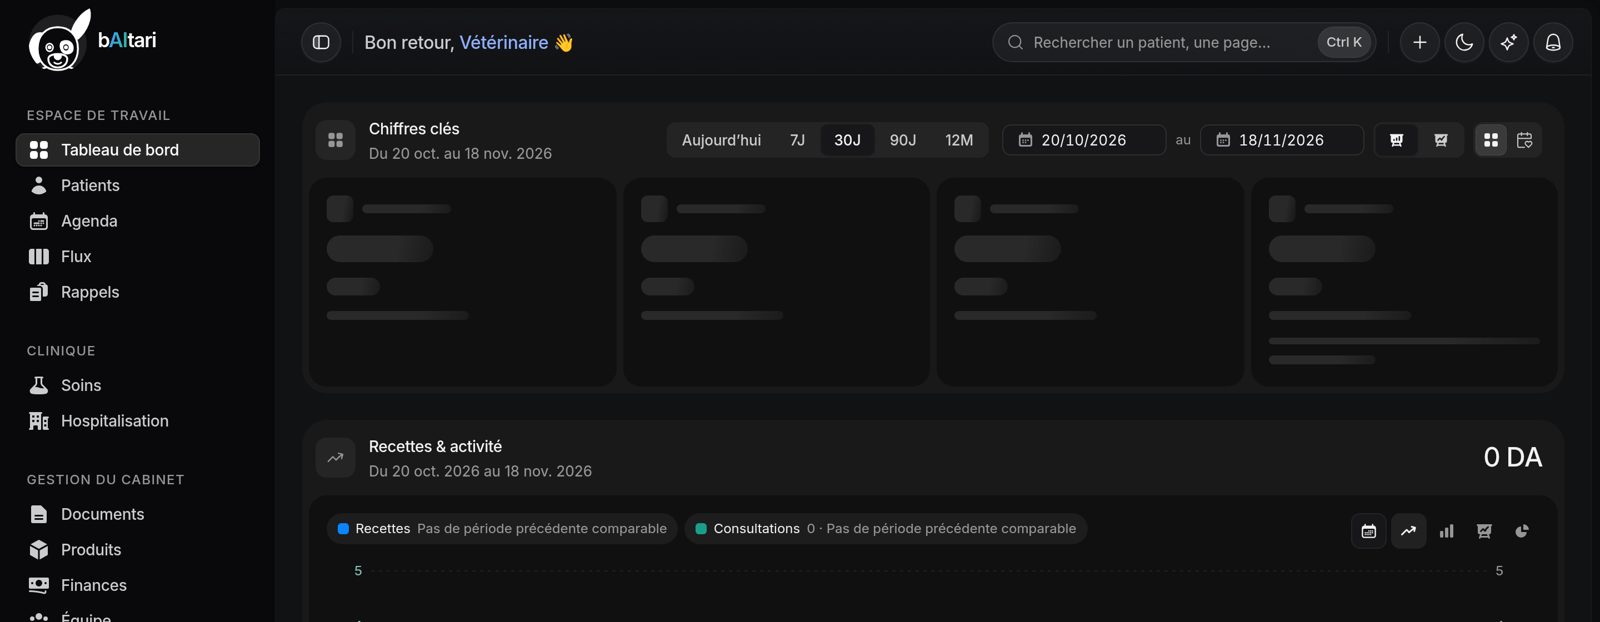 bAItari
ESPACE DE TRAVAIL
Tableau de bord
Patients
Agenda
Flux
Rappels
CLINIQUE
Soins
Hospitalisation
GESTION DU CABINET
Documents
Produits
Finances
Équipe
Bon retour, Vétérinaire 👋
Rechercher un patient, une page...
Ctrl K
Chiffres clés
Du 20 oct. au 18 nov. 2026
Aujourd'hui 7J 30J 90J 12M
20/10/2026 au 18/11/2026
Recettes & activité
Du 20 oct. 2026 au 18 nov. 2026
0 DA
Recettes Pas de période précédente comparable
Consultations 0 · Pas de période précédente comparable
5 5